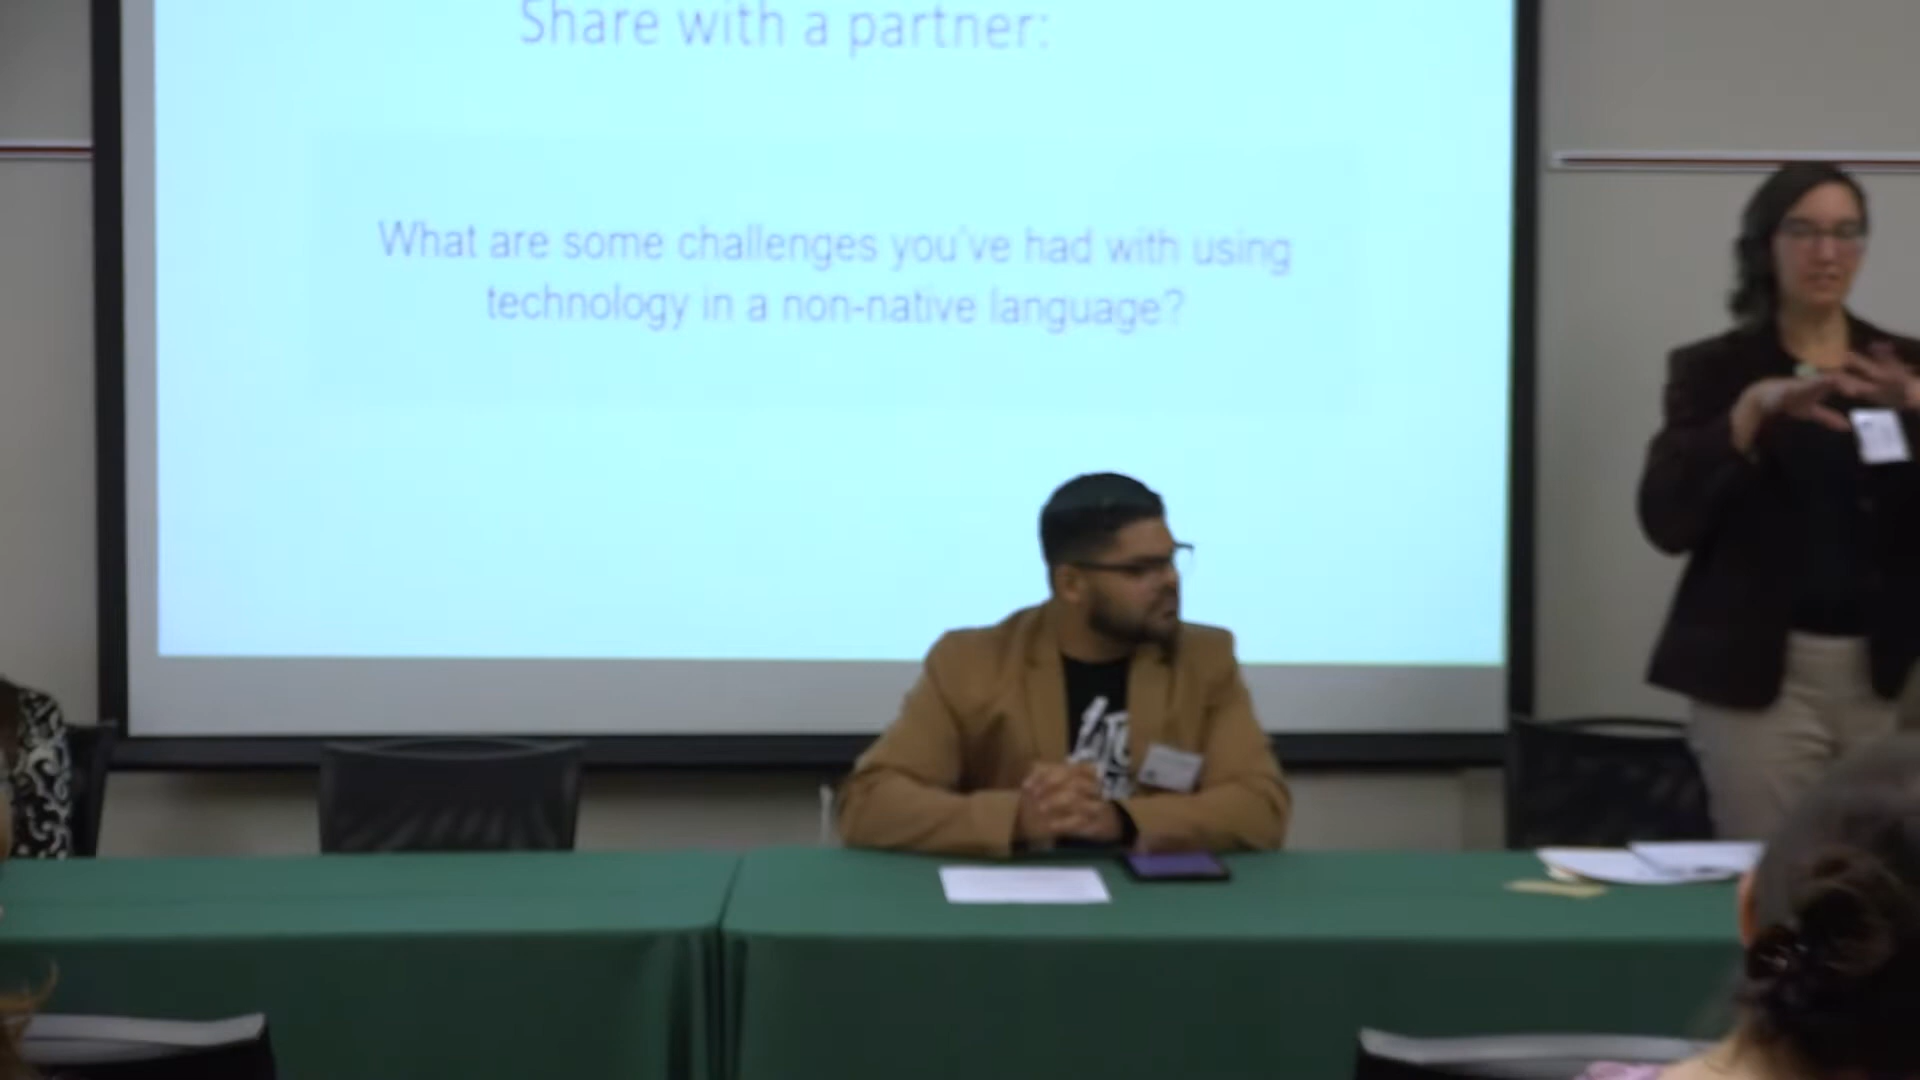 Share with a partner:
What are some challenges you've had with using
technology in a non-native language?